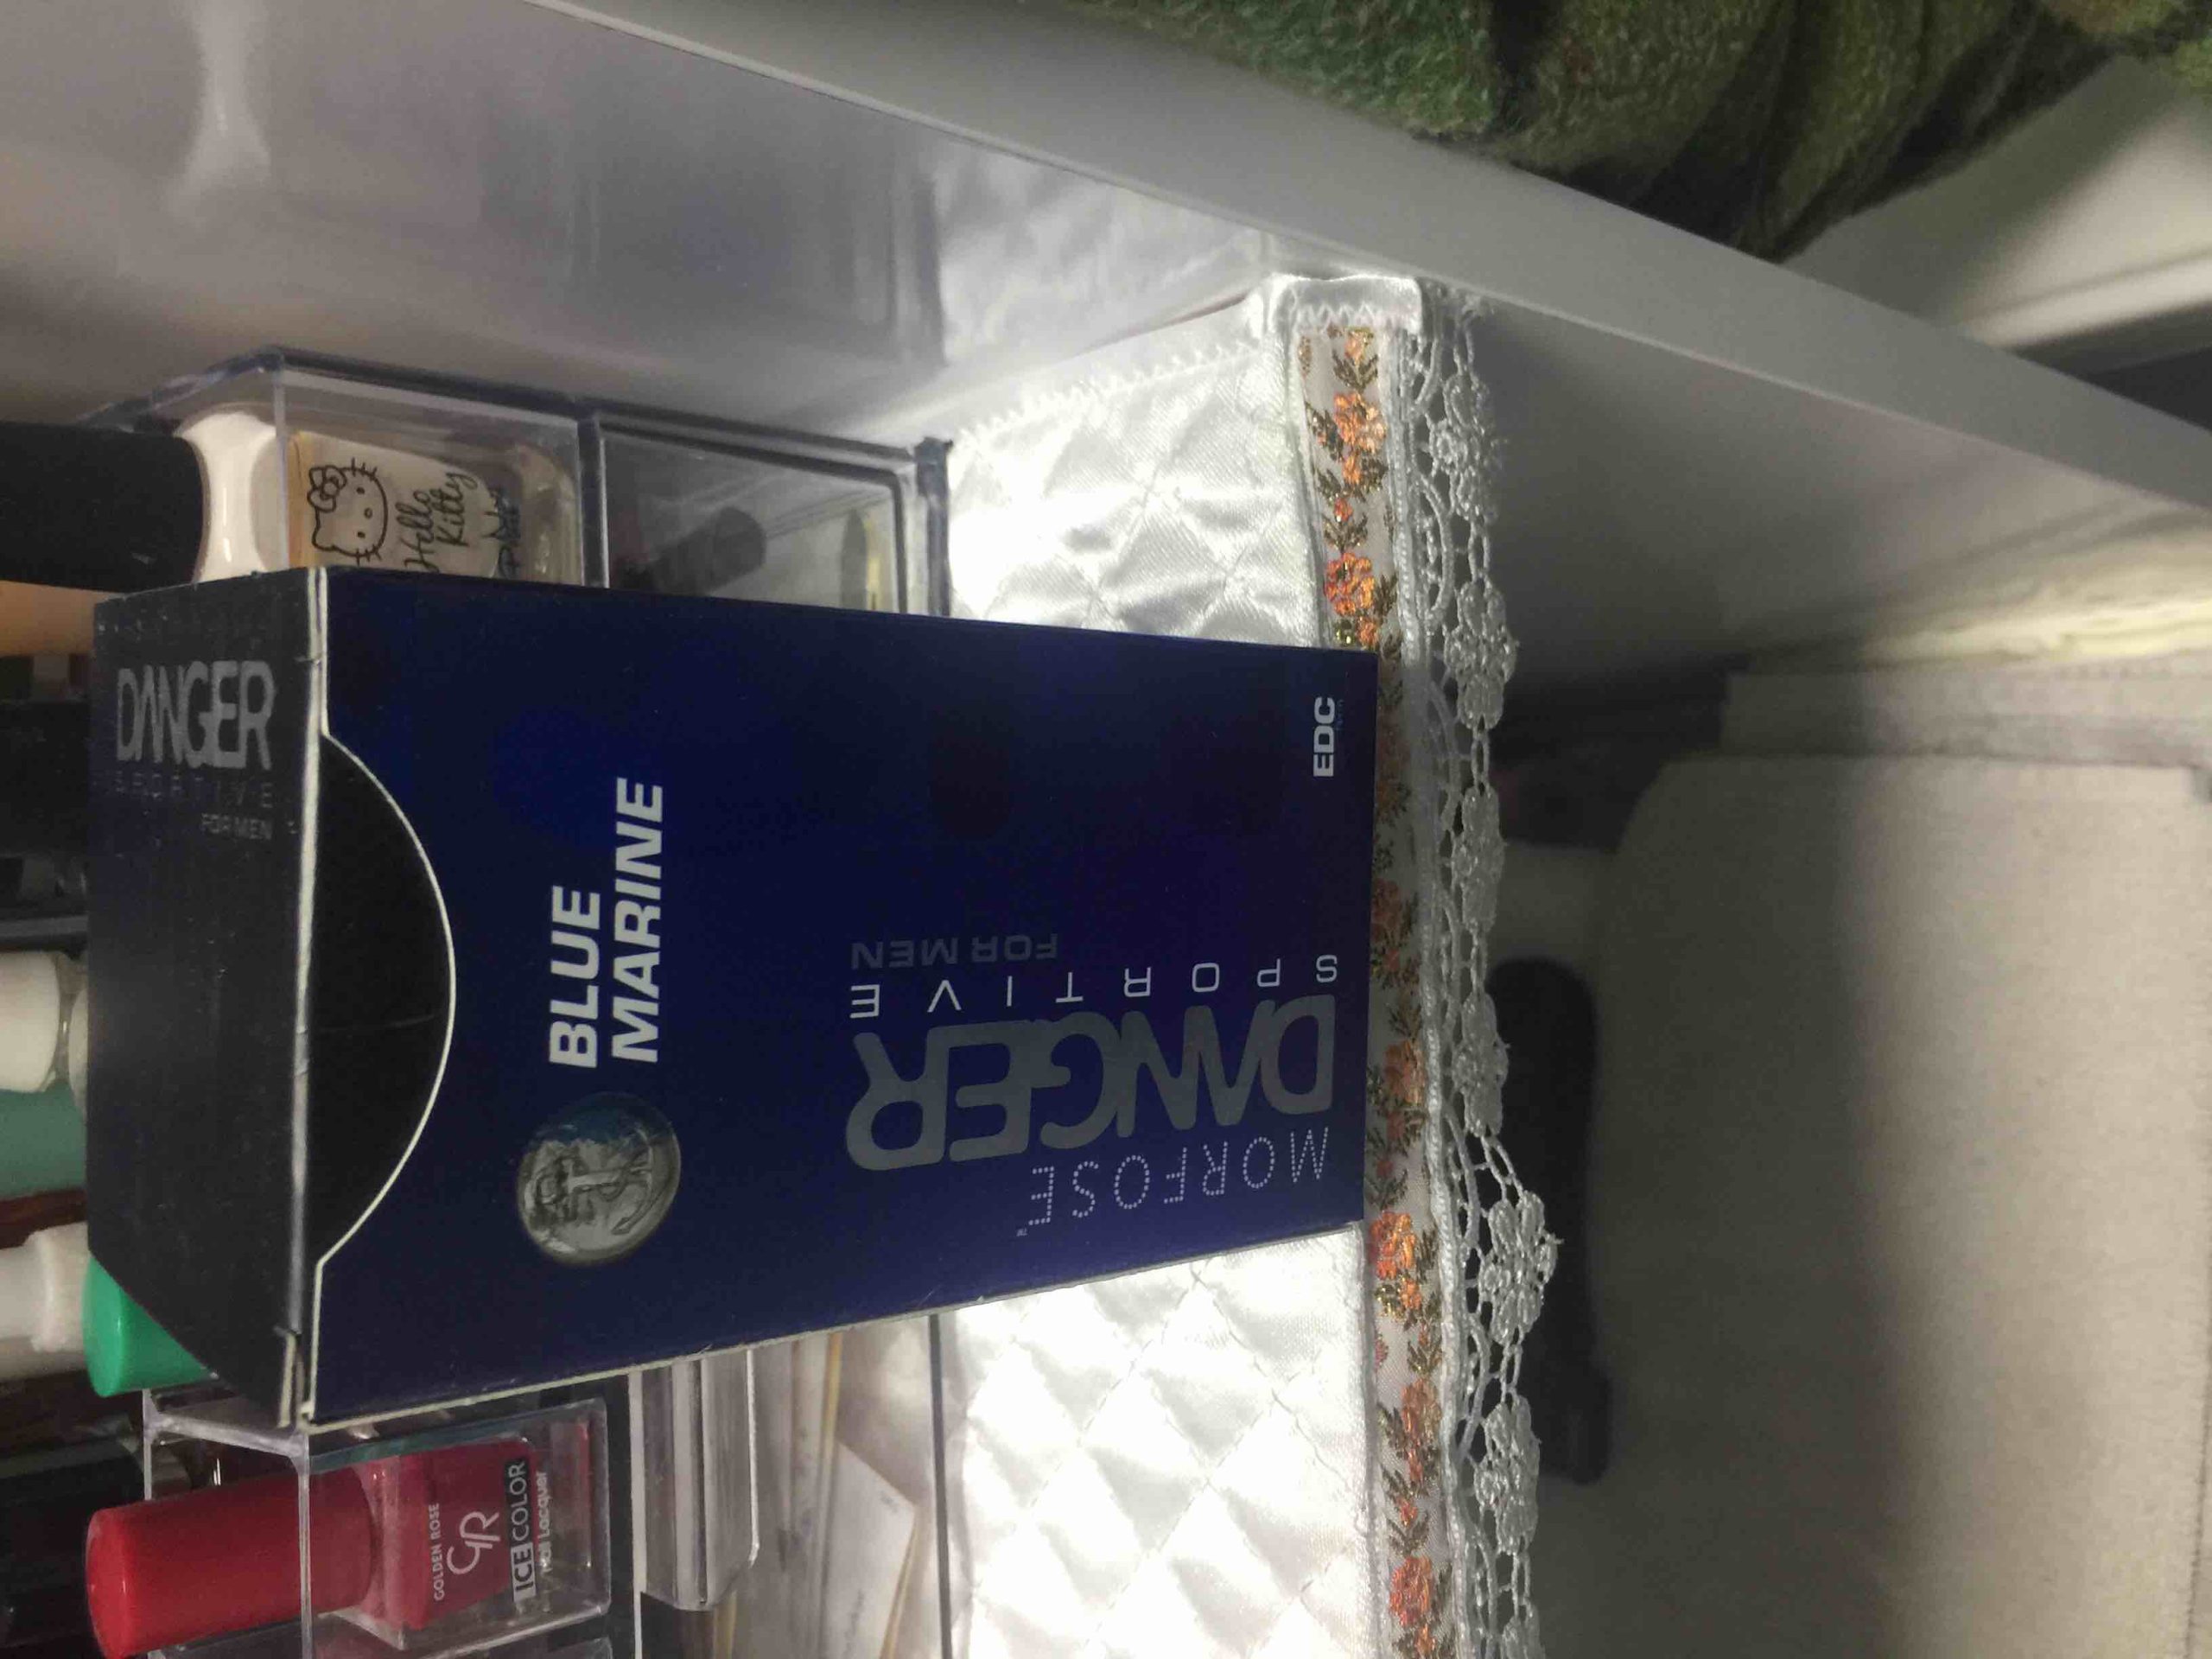 DANGER
SPORTIVE
FOR MEN
BLUE
MARINE
MORFOSE™
DANGER
SPORTIVE
FOR MEN
EDC
Hello
Kitty
GOLDEN ROSE
GR
ICE COLOR
Nail Lacquer